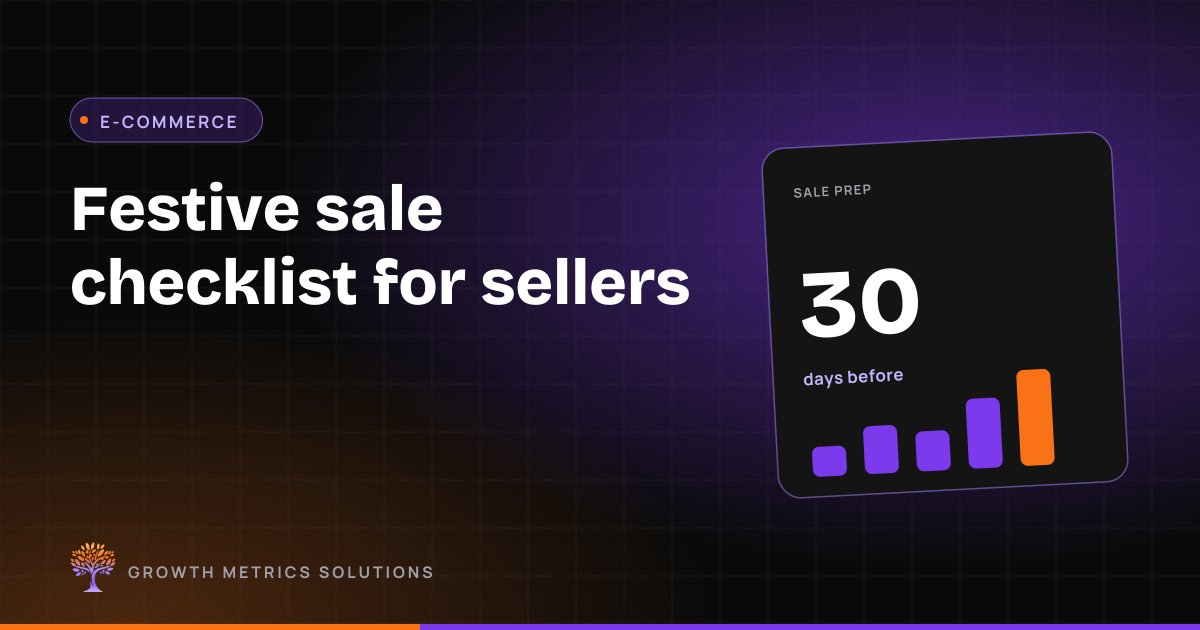 E-COMMERCE
Festive sale
checklist for sellers
SALE PREP
30
days before
GROWTH METRICS SOLUTIONS